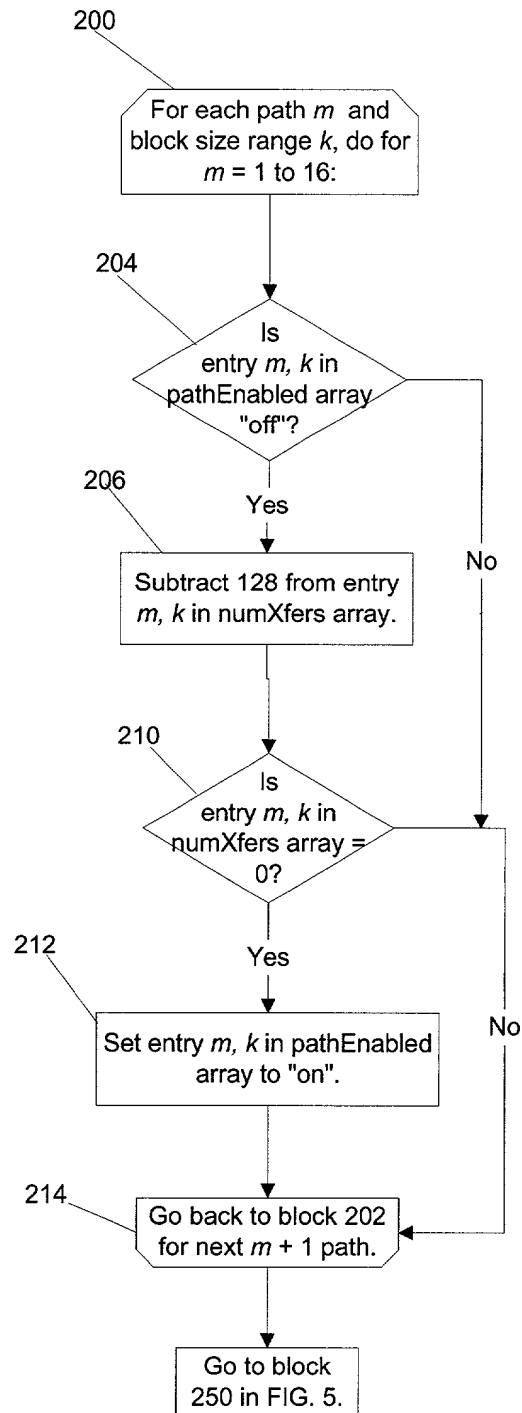 200
For each path m and
block size range k, do for
m = 1 to 16:
204
Is
entry m, k in
pathEnabled array
"off"?
Yes
No
206
Subtract 128 from entry
m, k in numXfers array.
210
Is
entry m, k in
numXfers array =
0?
Yes
No
212
Set entry m, k in pathEnabled
array to "on".
214
Go back to block 202
for next m + 1 path.
Go to block
250 in FIG. 5.